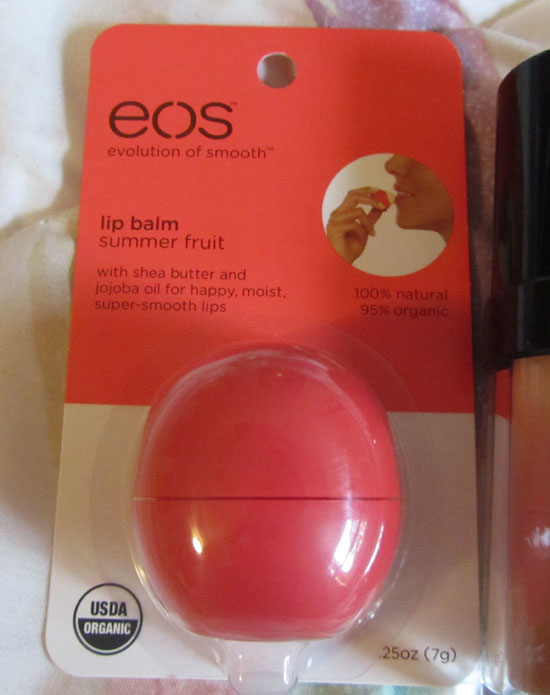 eos™
evolution of smooth™
lip balm
summer fruit
with shea butter and
jojoba oil for happy, moist,
super-smooth lips
100% natural
95% organic
USDA
ORGANIC
.25oz (7g)